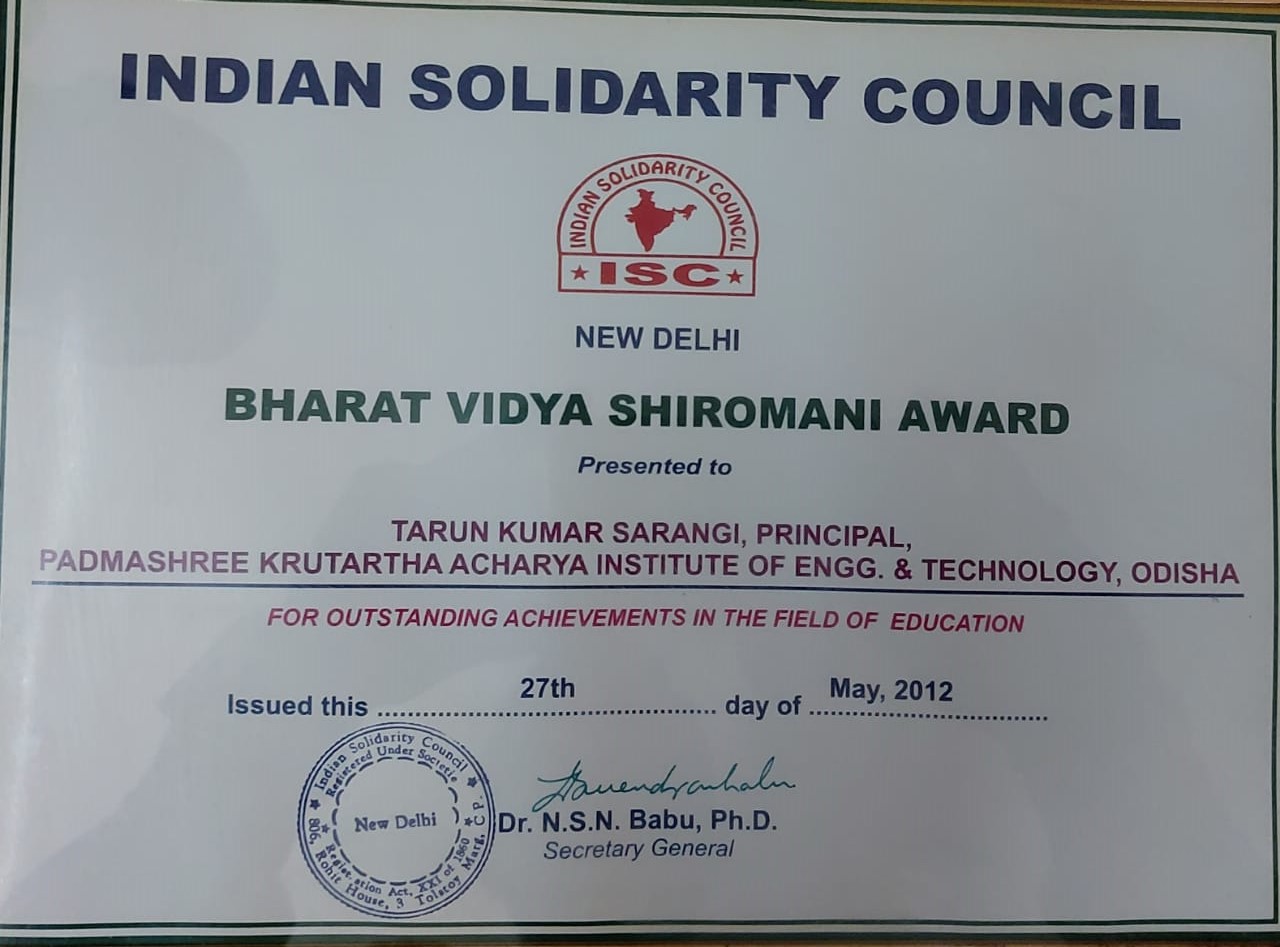 INDIAN SOLIDARITY COUNCIL
INDIAN SOLIDARITY COUNCIL
ISC
NEW DELHI
BHARAT VIDYA SHIROMANI AWARD
Presented to
TARUN KUMAR SARANGI, PRINCIPAL,
PADMASHREE KRUTARTHA ACHARYA INSTITUTE OF ENGG. & TECHNOLOGY, ODISHA
FOR OUTSTANDING ACHIEVEMENTS IN THE FIELD OF EDUCATION
Issued this 27th day of May, 2012
Indian Solidarity Council
806, Rohit House, 3 Tolstoy Marg. C.P.
Registered Under Societie
Registration Act, XXI of 1860
New Delhi
Dr. N.S.N. Babu, Ph.D.
Secretary General